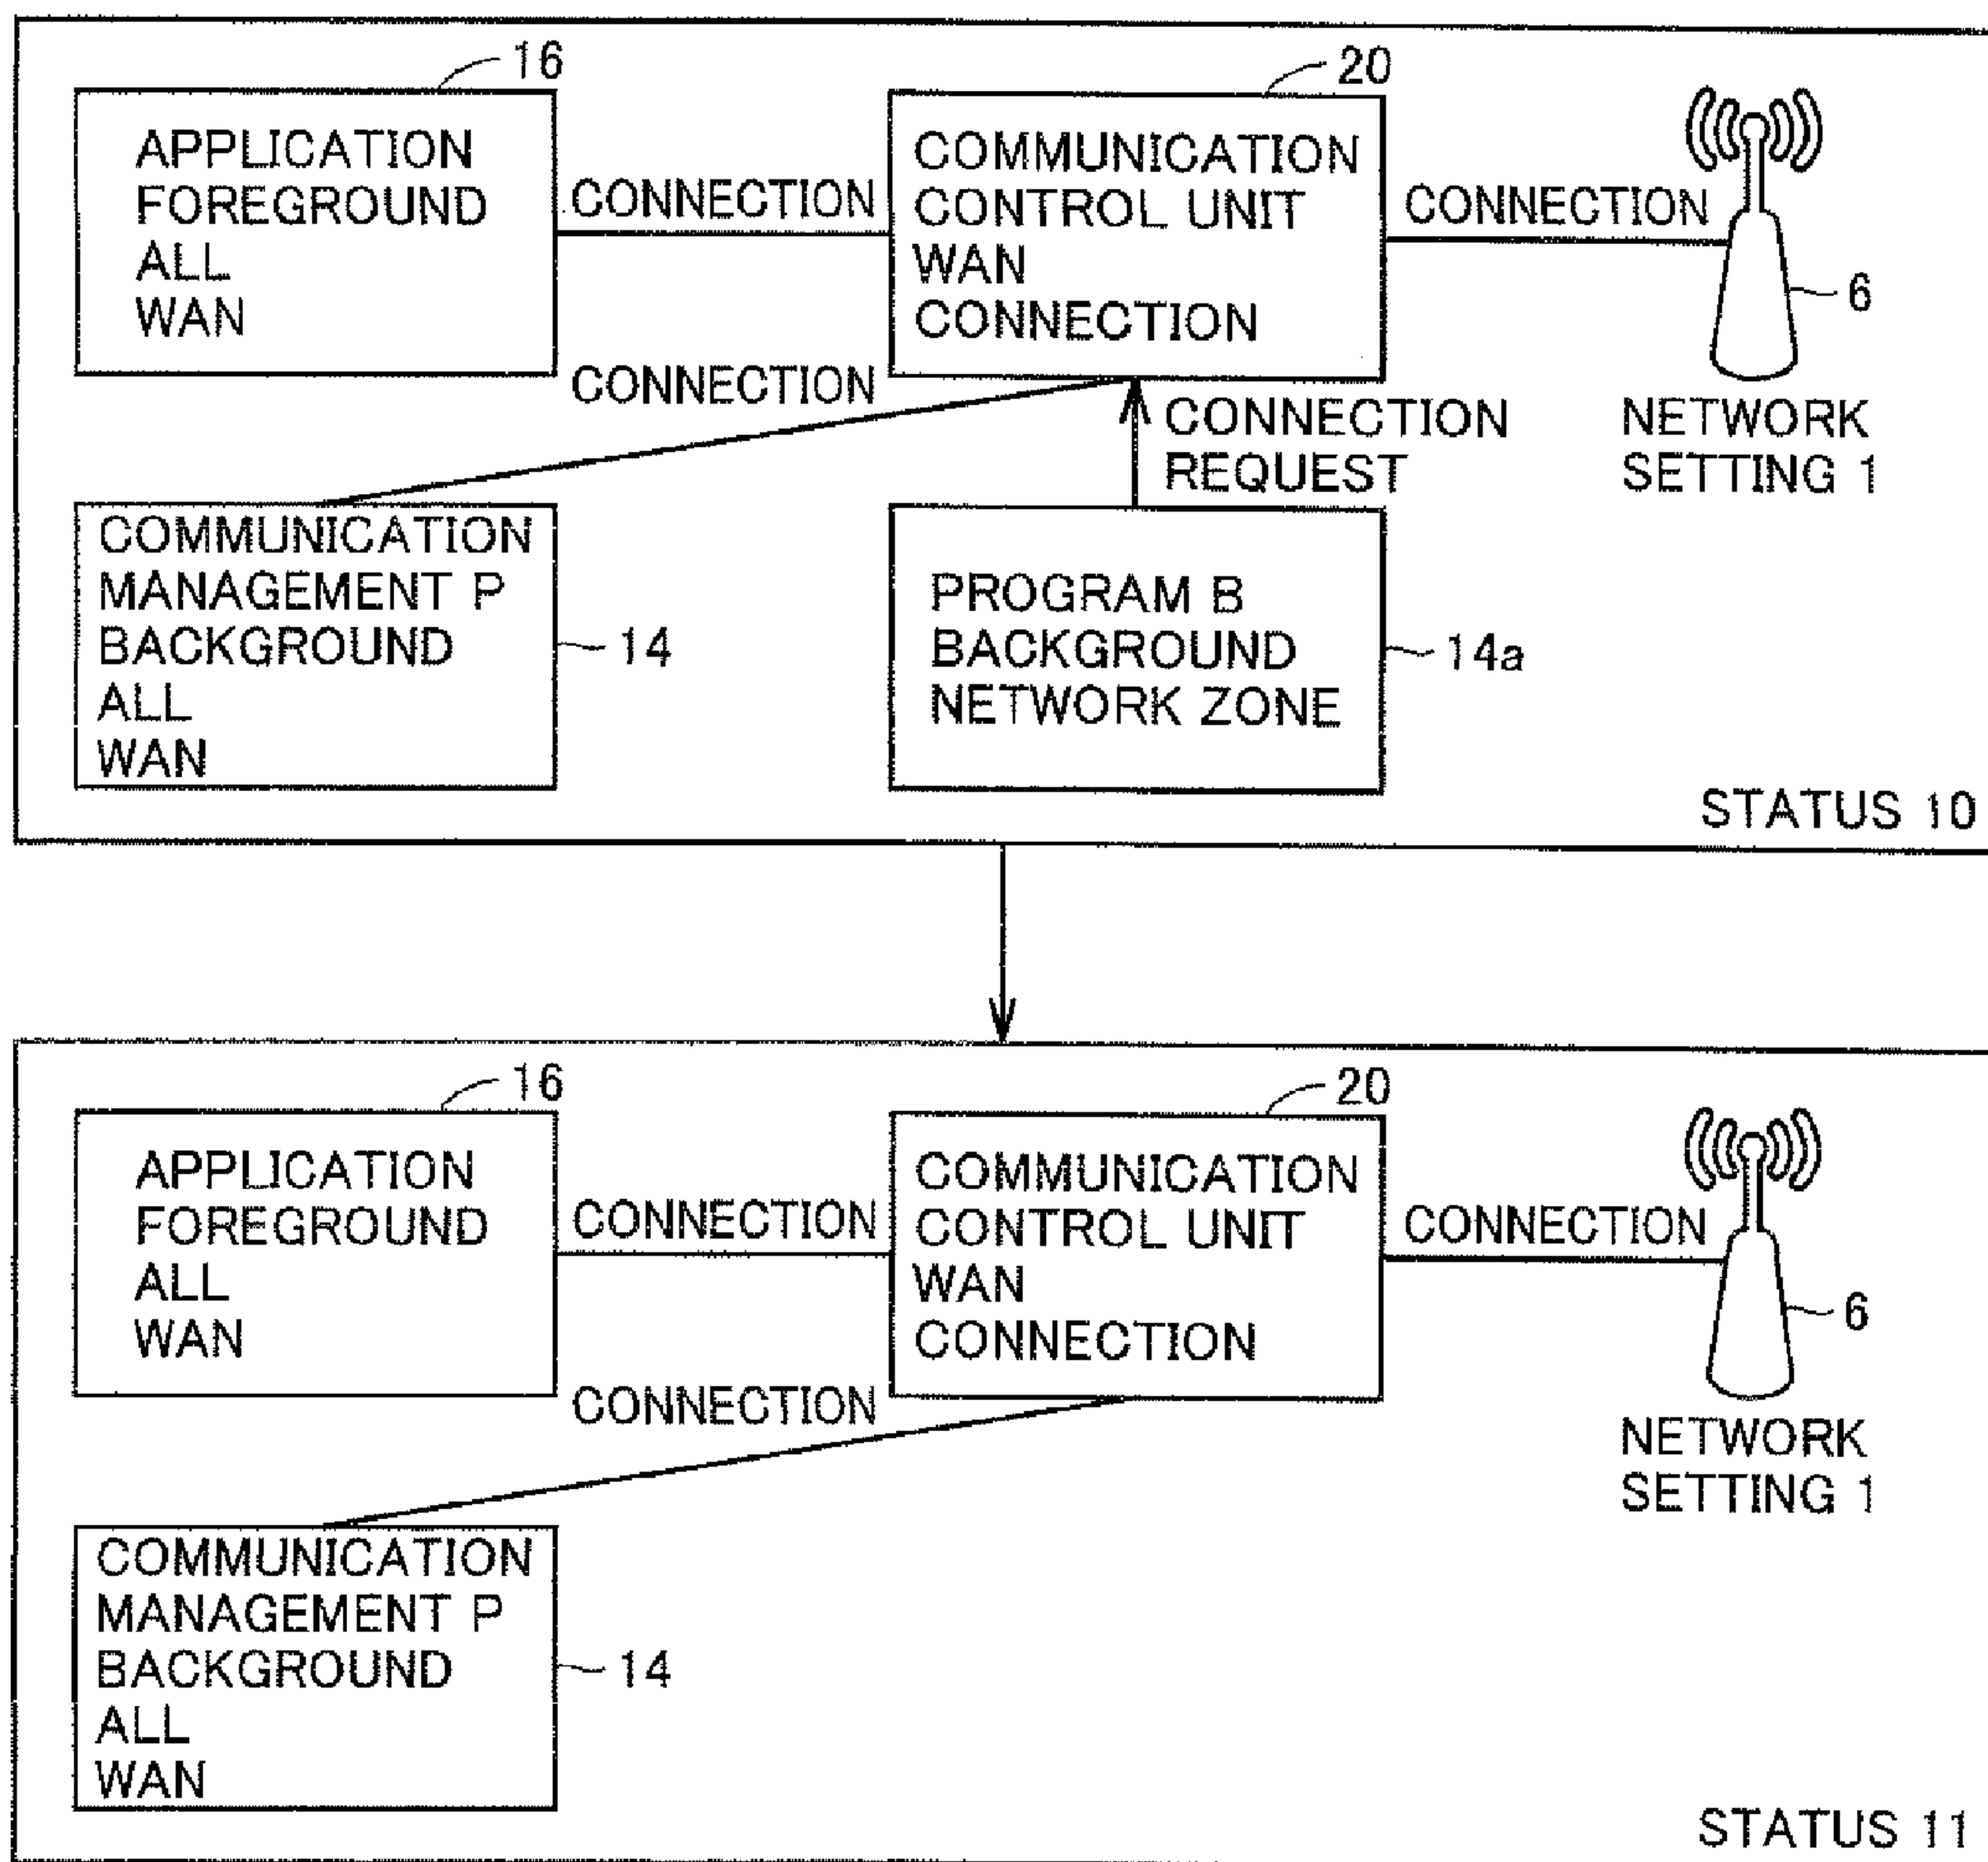 16
20
APPLICATION
FOREGROUND
ALL
WAN
CONNECTION
COMMUNICATION
CONTROL UNIT
WAN
CONNECTION
CONNECTION
6
NETWORK
SETTING 1
CONNECTION
CONNECTION
REQUEST
COMMUNICATION
MANAGEMENT P
BACKGROUND
ALL
WAN
14
PROGRAM B
BACKGROUND
NETWORK ZONE
14a
STATUS 10
16
20
APPLICATION
FOREGROUND
ALL
WAN
CONNECTION
COMMUNICATION
CONTROL UNIT
WAN
CONNECTION
CONNECTION
6
NETWORK
SETTING 1
CONNECTION
COMMUNICATION
MANAGEMENT P
BACKGROUND
ALL
WAN
14
STATUS 11